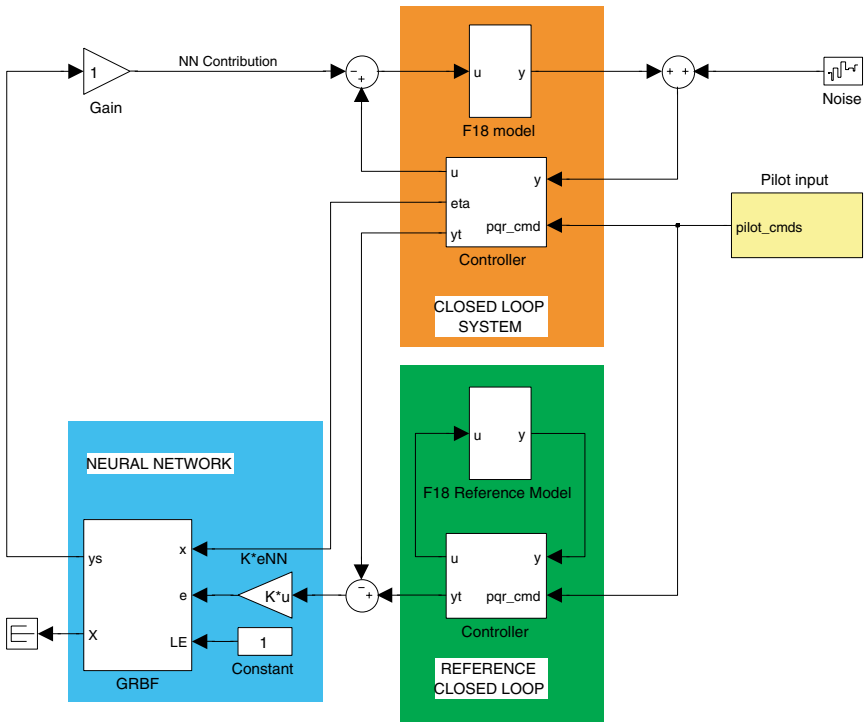 1
Gain
NN Contribution
−
+
u
y
F18 model
+ +
Noise
u
eta
yt
y
pqr_cmd
Controller
Pilot input
pilot_cmds
CLOSED LOOP
SYSTEM
u
y
F18 Reference Model
NEURAL NETWORK
ys
X
x
e
LE
GRBF
K*eNN
K*u
1
Constant
−
+
u
yt
y
pqr_cmd
Controller
REFERENCE
CLOSED LOOP